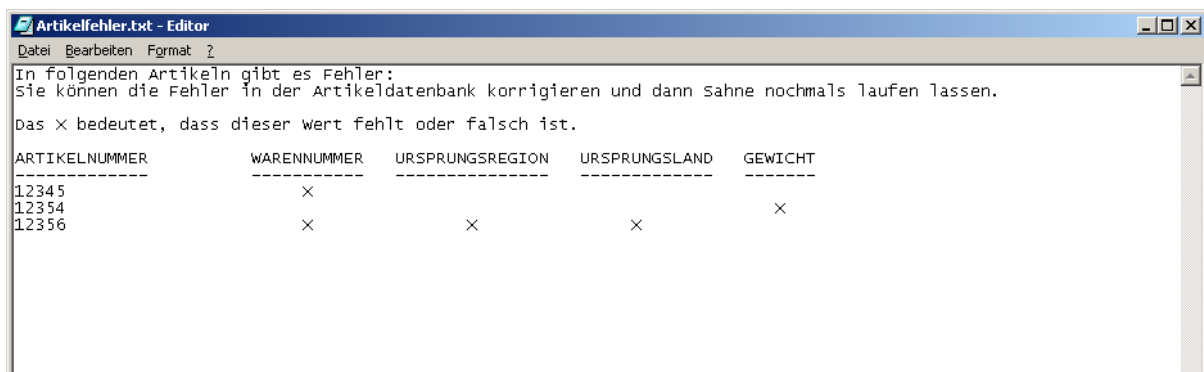 Artikelfehler.txt - Editor
Datei Bearbeiten Format ?
In folgenden Artikeln gibt es Fehler:
Sie können die Fehler in der Artikeldatenbank korrigieren und dann Sahne nochmals laufen lassen.
Das X bedeutet, dass dieser Wert fehlt oder falsch ist.
ARTIKELNUMMER WARENNUMMER URSPRUNGSREGION URSPRUNGSLAND GEWICHT
------------- ----------- --------------- ------------- -------
12345 X
12354 X
12356 X X X